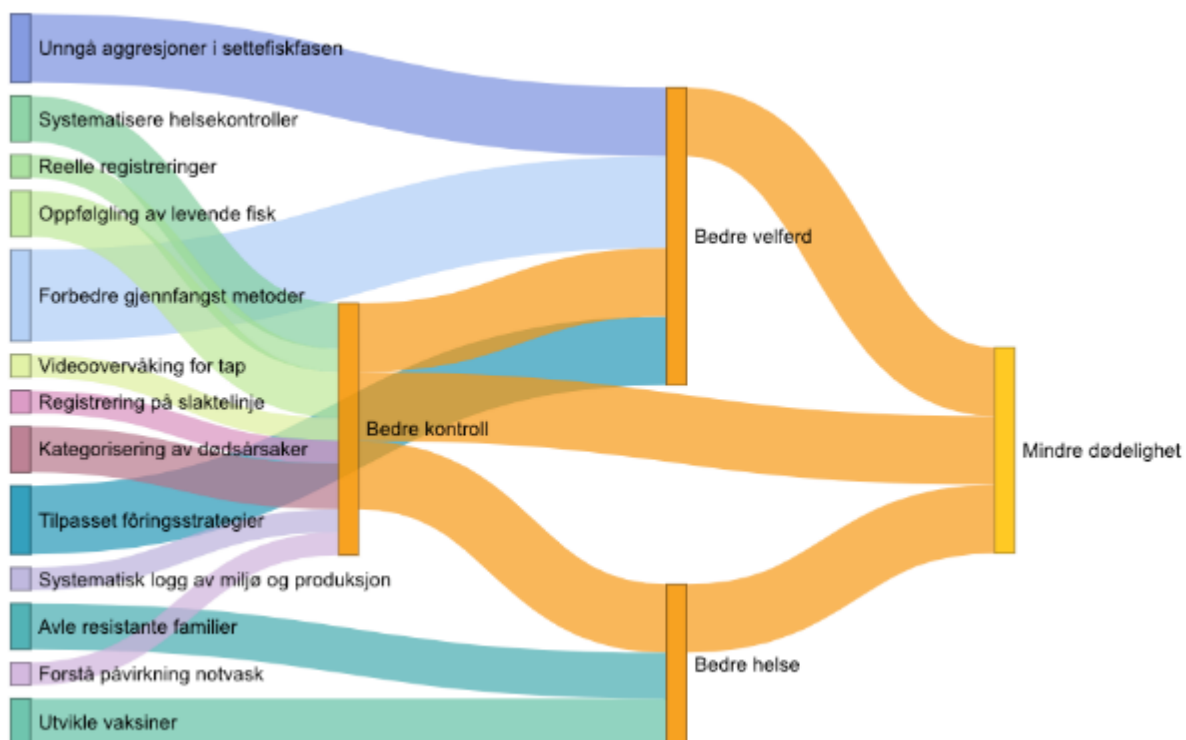 Unngå aggresjoner i settefiskfasen
Systematisere helsekontroller
Reelle registreringer
Oppfølgling av levende fisk
Forbedre gjennfangst metoder
Videoovervåking for tap
Registrering på slaktelinje
Kategorisering av dødsårsaker
Tilpasset fôringsstrategier
Systematisk logg av miljø og produksjon
Avle resistante familier
Forstå påvirkning notvask
Utvikle vaksiner
Bedre kontroll
Bedre velferd
Bedre helse
Mindre dødelighet